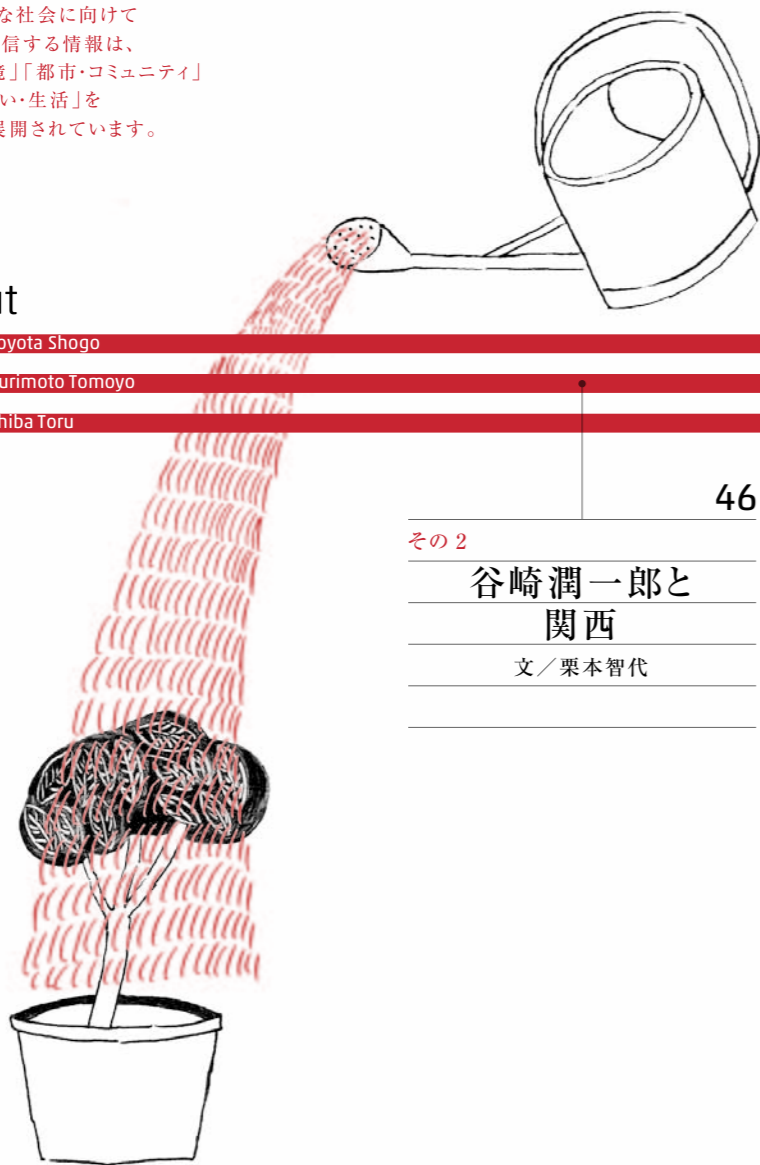 な社会に向けて
信する情報は、
」「都市・コミュニティ」
い・生活」を
展開されています。
ut
oyota Shogo
urimoto Tomoyo
hiba Toru
46
その 2
谷崎潤一郎と
関西
文／栗本智代